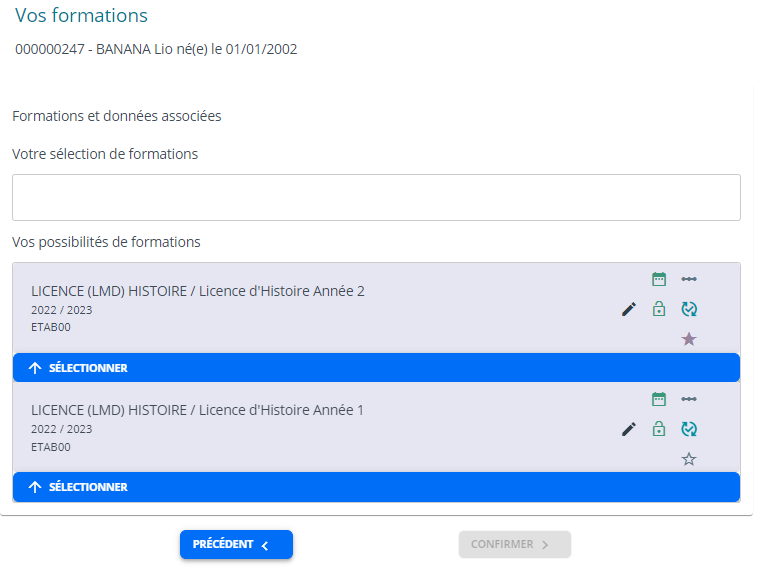 Vos formations
000000247 - BANANA Lio né(e) le 01/01/2002
Formations et données associées
Votre sélection de formations
Vos possibilités de formations
LICENCE (LMD) HISTOIRE / Licence d'Histoire Année 2
2022 / 2023
ETAB00
SÉLECTIONNER
LICENCE (LMD) HISTOIRE / Licence d'Histoire Année 1
2022 / 2023
ETAB00
SÉLECTIONNER
PRÉCÉDENT
CONFIRMER